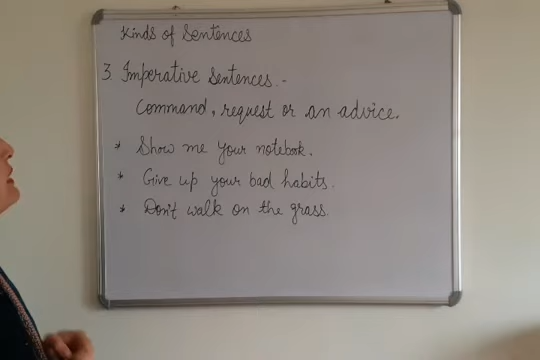 Kinds of Sentences
3. Imperative Sentences.-
Command, request or an advice.
* Show me your notebook.
* Give up your bad habits.
* Don't walk on the grass.